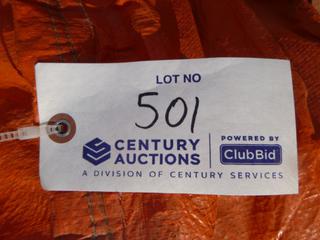 LOT NO
501
CENTURY AUCTIONS
POWERED BY
ClubBid
A DIVISION OF CENTURY SERVICES